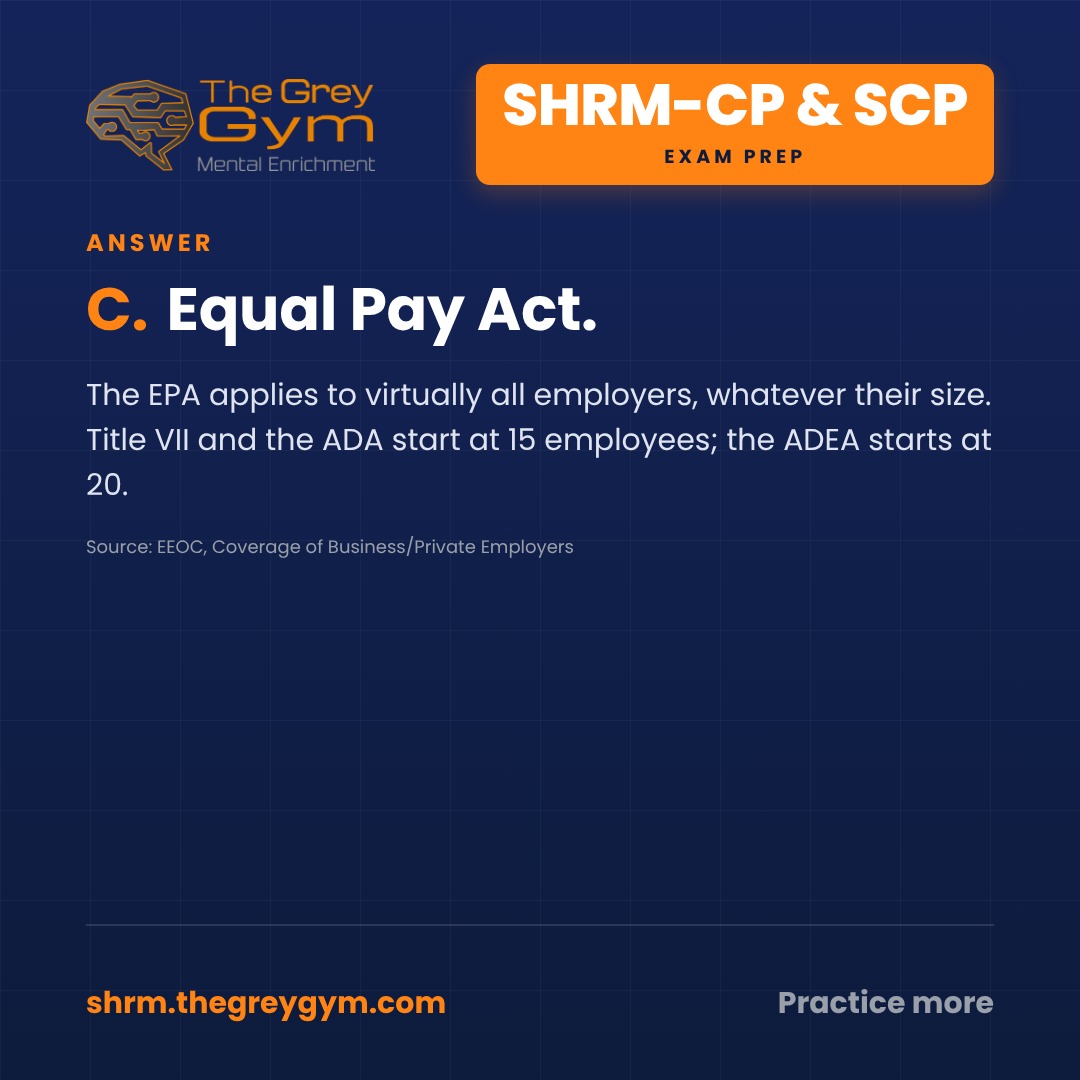 The Grey
Gym
Mental Enrichment
SHRM-CP & SCP
EXAM PREP
ANSWER
C. Equal Pay Act.
The EPA applies to virtually all employers, whatever their size.
Title VII and the ADA start at 15 employees; the ADEA starts at
20.
Source: EEOC, Coverage of Business/Private Employers
shrm.thegreygym.com
Practice more